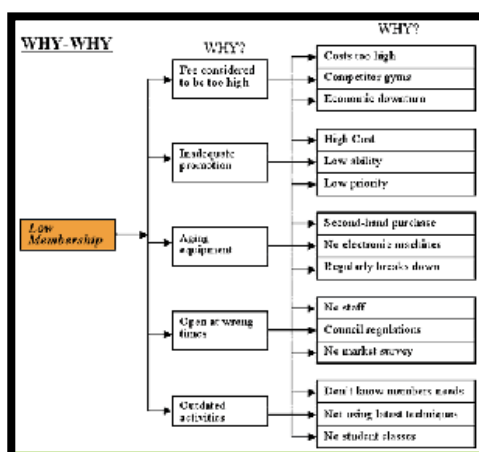 WHY-WHY
WHY?
WHY?
Low
Membership
Fee considered
to be too high
Costs too high
Competitor gyms
Economic downturn
Inadequate
promotion
High Cost
Low ability
Low priority
Aging
equipment
Second-hand purchase
No electronic machines
Regularly breaks down
Open at wrong
times
No staff
Council regulations
No market survey
Outdated
activities
Don't know members needs
Not using latest techniques
No student classes